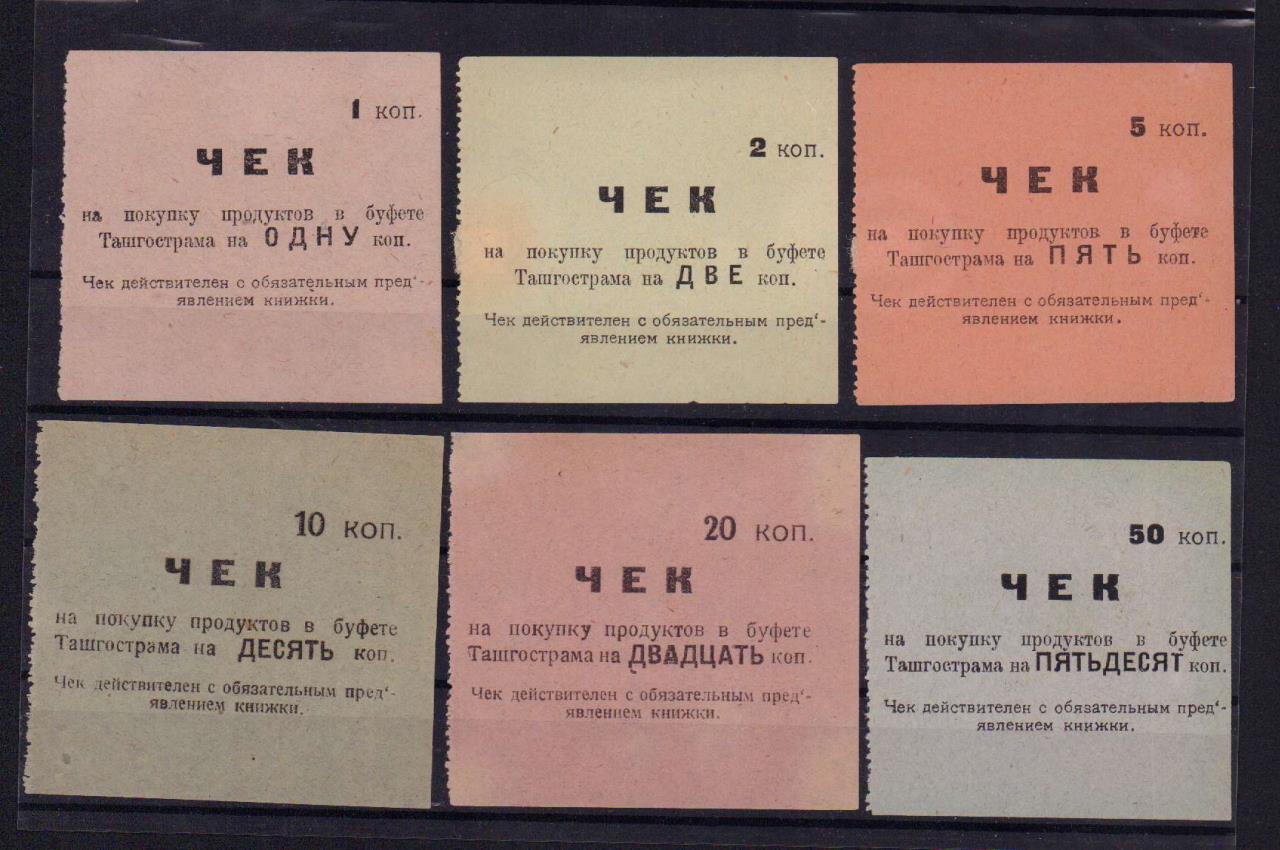 1 коп.
ЧЕК
на покупку продуктов в буфете
Ташгострама на ОДНУ коп.
Чек действителен с обязательным пред‘-
явлением книжки.
2 коп.
ЧЕК
на покупку продуктов в буфете
Ташгострама на ДВЕ коп.
Чек действителен с обязательным пред‘-
явлением книжки.
5 коп.
ЧЕК
на покупку продуктов в буфете
Ташгострама на ПЯТЬ коп.
Чек действителен с обязательным пред‘-
явлением книжки.
10 коп.
ЧЕК
на покупку продуктов в буфете
Ташгострама на ДЕСЯТЬ коп.
Чек действителен с обязательным пред‘-
явлением книжки.
20 коп.
ЧЕК
на покупку продуктов в буфете
Ташгострама на ДВАДЦАТЬ коп.
Чек действителен с обязательным пред‘-
явлением книжки.
50 коп.
ЧЕК
на покупку продуктов в буфете
Ташгострама на ПЯТЬДЕСЯТ коп.
Чек действителен с обязательным пред‘-
явлением книжки.